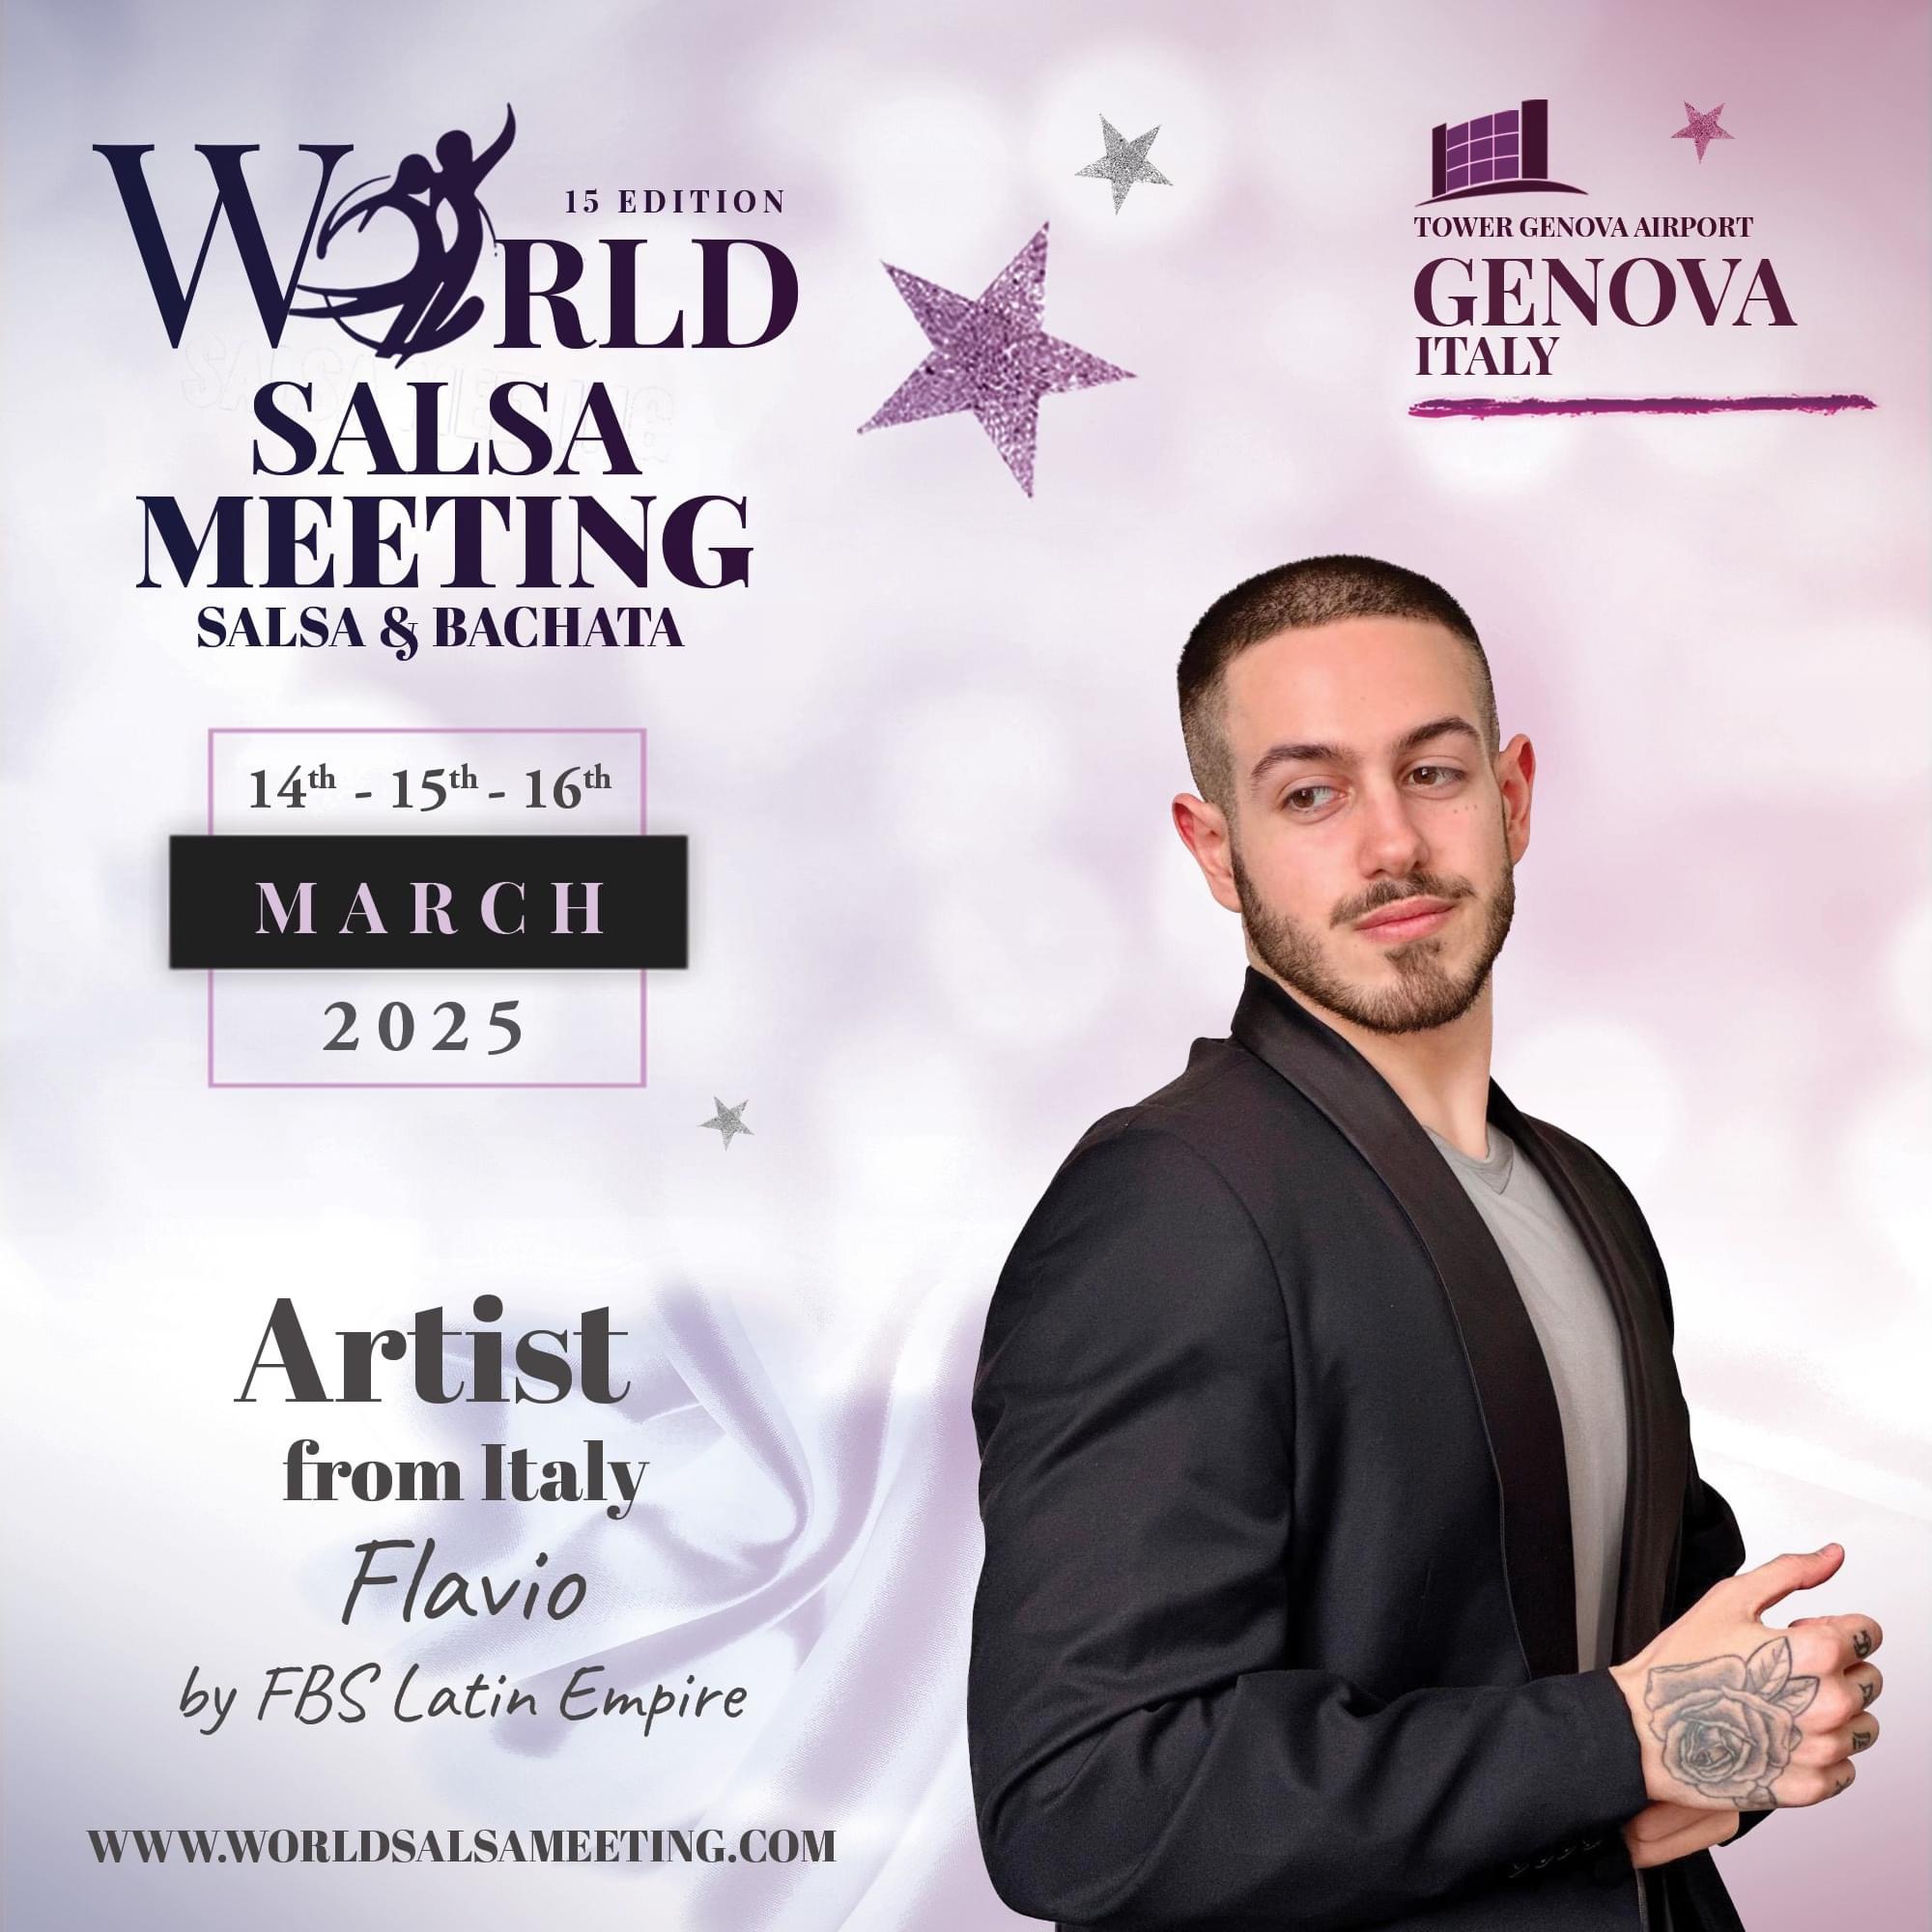 15 EDITION
WORLD
SALSA
MEETING
SALSA & BACHATA
TOWER GENOVA AIRPORT
GENOVA
ITALY
14th - 15th - 16th
MARCH
2025
Artist
from Italy
Flavio
by FBS Latin Empire
WWW.WORLDSALSAMEETING.COM